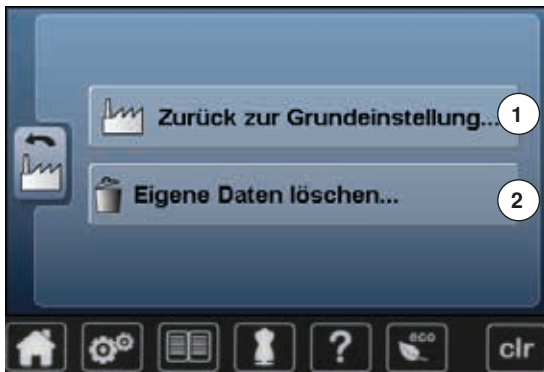 Zurück zur Grundeinstellung...
1
Eigene Daten löschen...
2
?
eco
clr